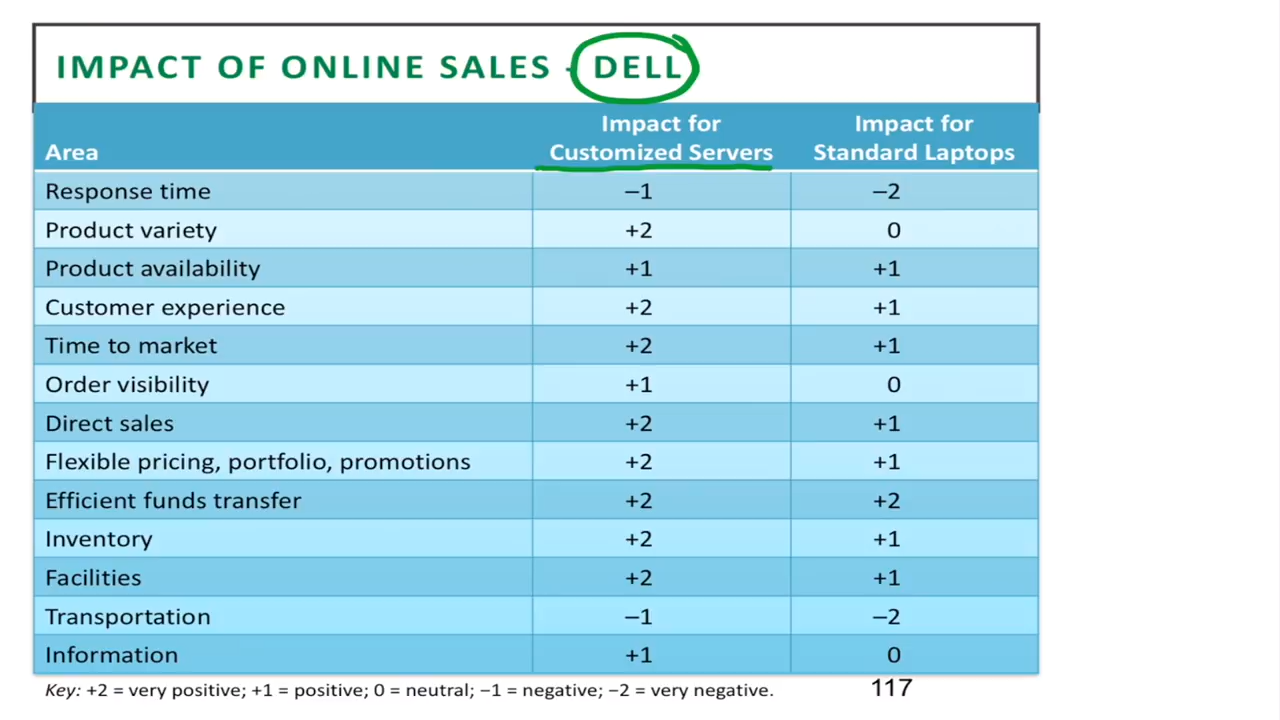 IMPACT OF ONLINE SALES - DELL
Area Impact for Customized Servers Impact for Standard Laptops
Response time –1 –2
Product variety +2 0
Product availability +1 +1
Customer experience +2 +1
Time to market +2 +1
Order visibility +1 0
Direct sales +2 +1
Flexible pricing, portfolio, promotions +2 +1
Efficient funds transfer +2 +2
Inventory +2 +1
Facilities +2 +1
Transportation –1 –2
Information +1 0
Key: +2 = very positive; +1 = positive; 0 = neutral; –1 = negative; –2 = very negative.
117